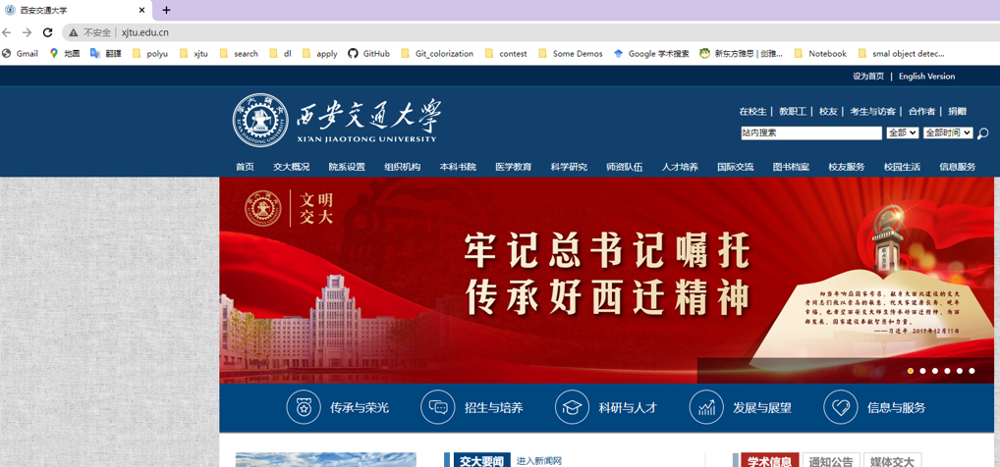 西安交通大学
不安全 | xjtu.edu.cn
Gmail 地图 翻譯 polyu xjtu search dl apply GitHub Git_colorization contest Some Demos Google 学术搜索 新东方雅思 | 剑雅... Notebook smal object detec...
设为首页 | English Version
西安交通大学
XI'AN JIAOTONG UNIVERSITY
在校生 | 教职工 | 校友 | 考生与访客 | 合作者 | 捐赠
站内搜索 全部 全部时间
首页 交大概况 院系设置 组织机构 本科书院 医学教育 科学研究 师资队伍 人才培养 国际交流 图书档案 校友服务 校园生活 信息服务
文明
交大
牢记总书记嘱托
传承好西迁精神
向当年响应国家号召、献身大西北建设的交大
老同志们致以崇高的敬意，祝大家健康长寿、晚年
幸福。也希望西安交大师生传承好西迁精神，为西
部发展、国家建设奉献智慧和力量。
——习近平 2017年12月11日
传承与荣光 招生与培养 科研与人才 发展与展望 信息与服务
交大要闻 进入新闻网 学术信息 通知公告 媒体交大